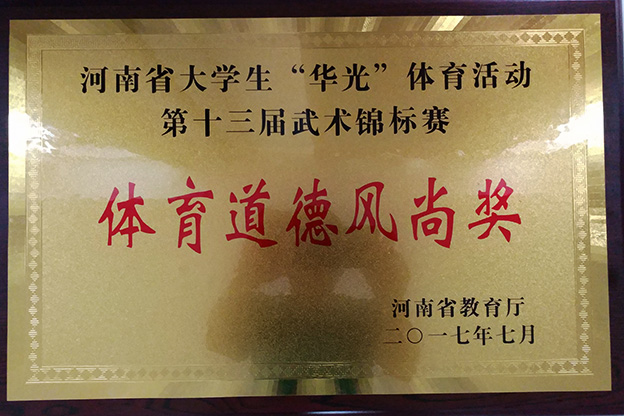 河南省大学生“华光”体育活动
第十三届武术锦标赛
体育道德风尚奖
河南省教育厅
二〇一七年七月